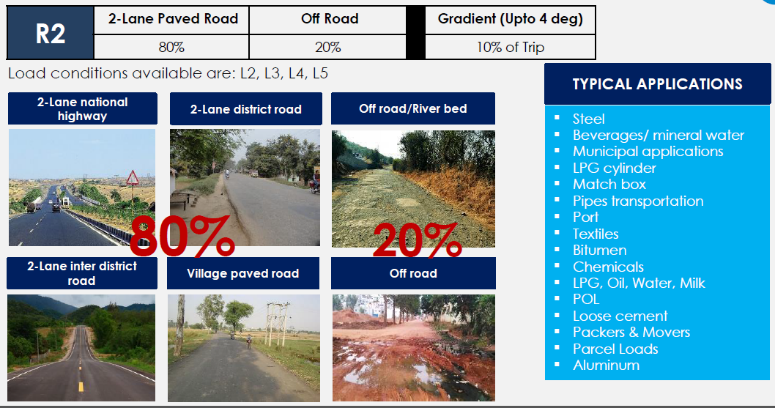 R2
2-Lane Paved Road
Off Road
Gradient (Upto 4 deg)
80%
20%
10% of Trip
Load conditions available are: L2, L3, L4, L5
2-Lane national
highway
2-Lane district road
Off road/River bed
80%
20%
2-Lane inter district
road
Village paved road
Off road
TYPICAL APPLICATIONS
Steel
Beverages/ mineral water
Municipal applications
LPG cylinder
Match box
Pipes transportation
Port
Textiles
Bitumen
Chemicals
LPG, Oil, Water, Milk
POL
Loose cement
Packers & Movers
Parcel Loads
Aluminum